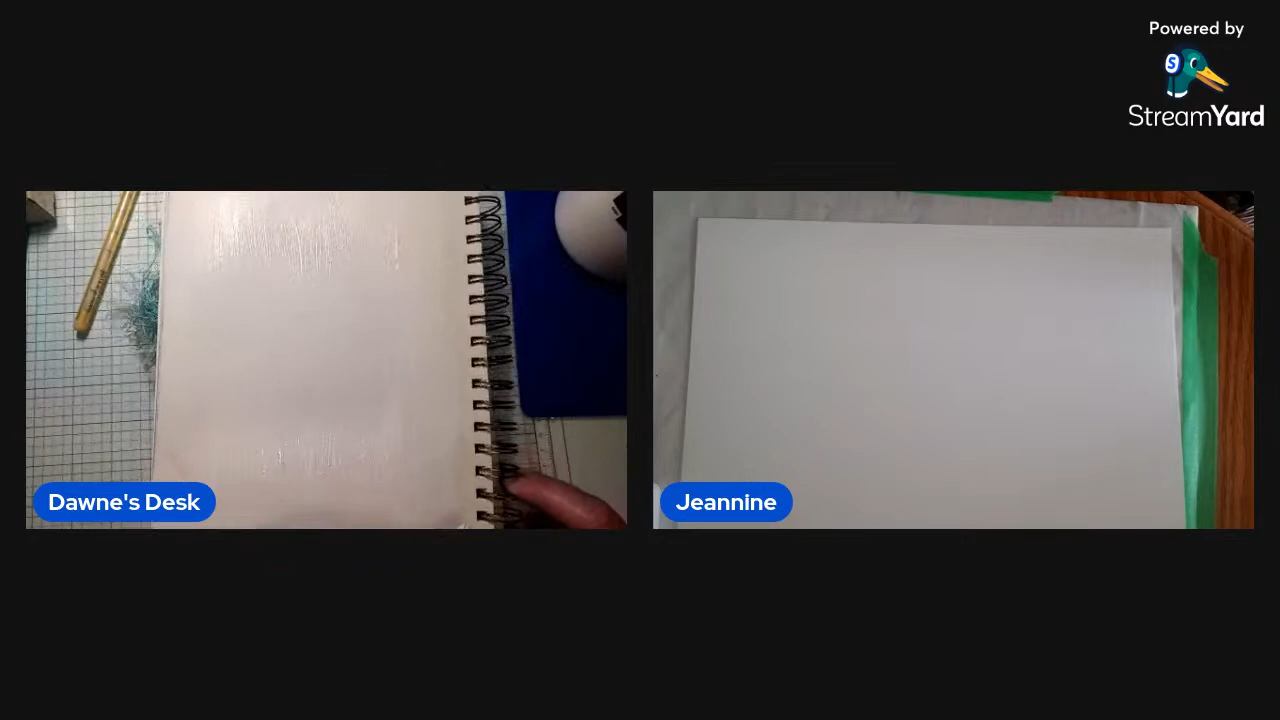 Powered by
S
StreamYard
Dawne's Desk
Jeannine